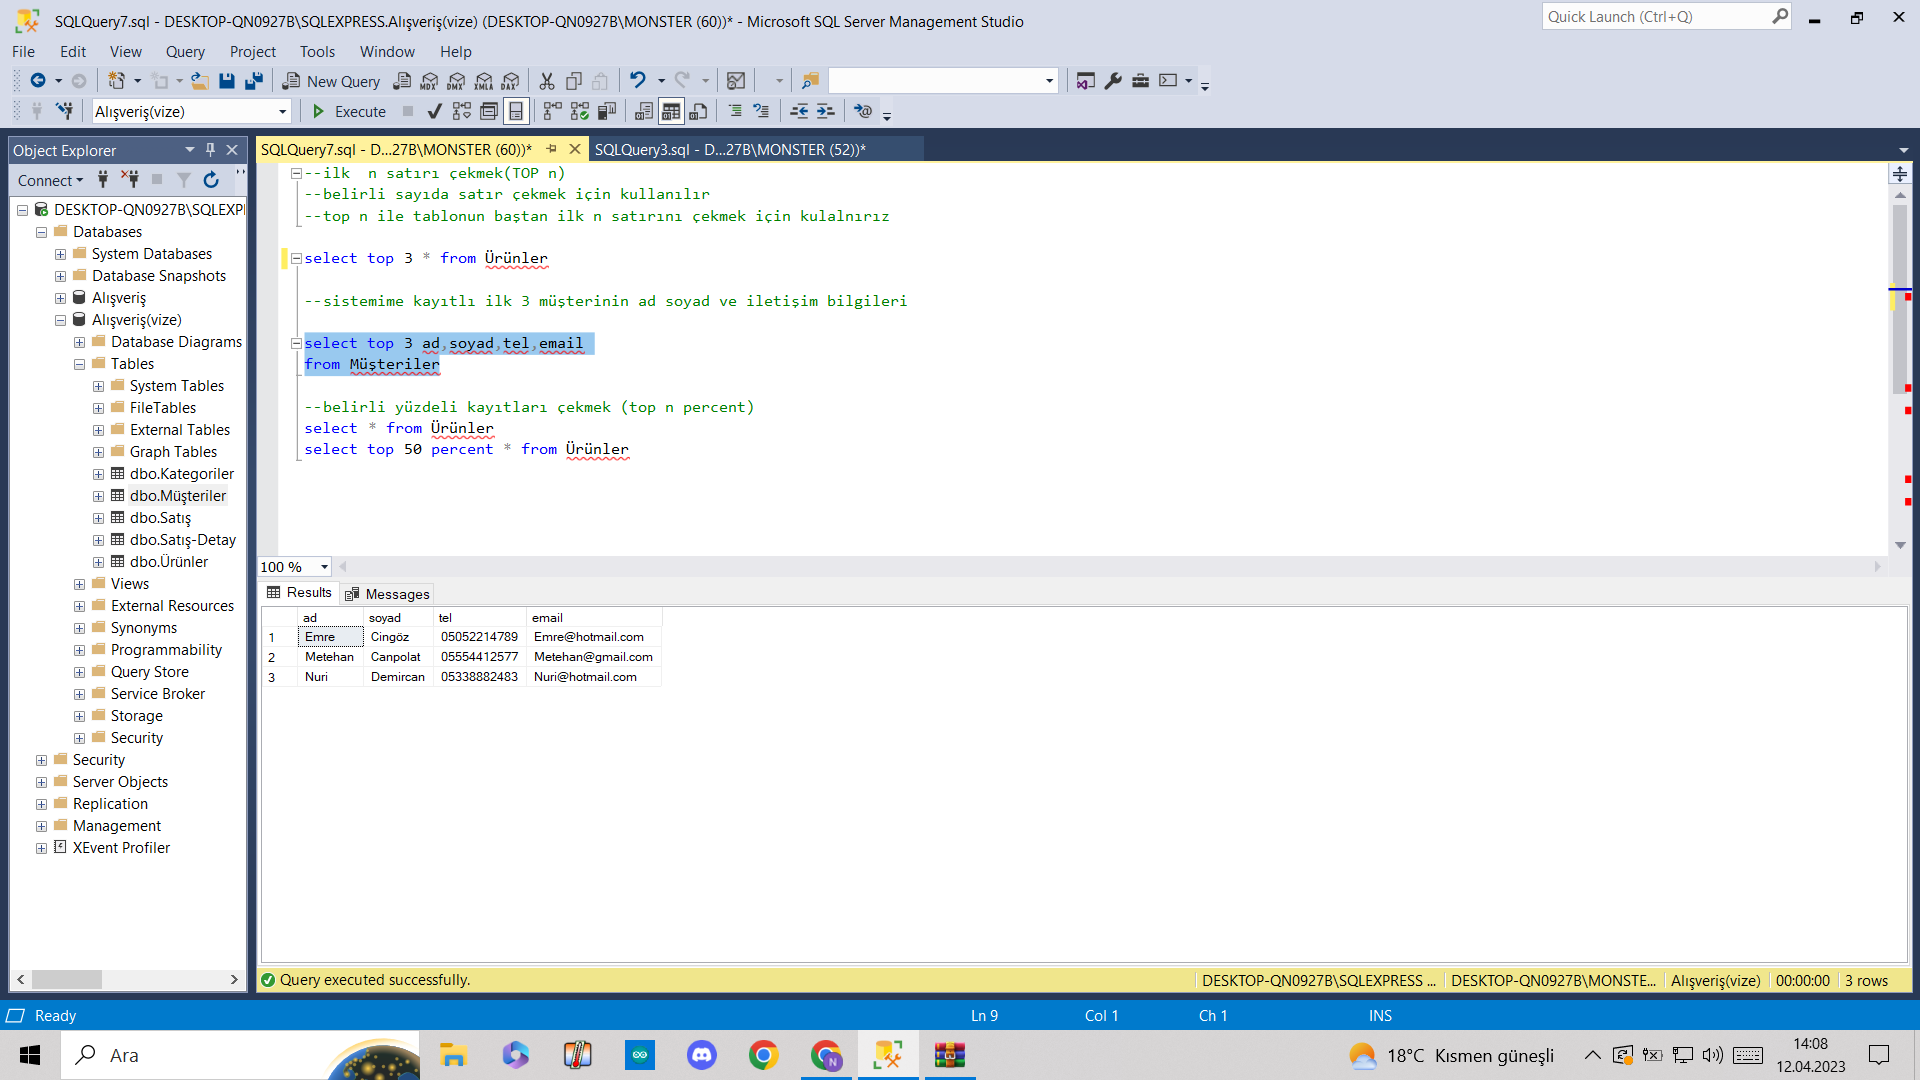 SQLQuery7.sql - DESKTOP-QN0927B\SQLEXPRESS.Alışveriş(vize) (DESKTOP-QN0927B\MONSTER (60))* - Microsoft SQL Server Management Studio
Quick Launch (Ctrl+Q)
File Edit View Query Project Tools Window Help
New Query
MDX DMX XMLA DAX
Alışveriş(vize)
Execute
Object Explorer
SQLQuery7.sql - D...27B\MONSTER (60))*
SQLQuery3.sql - D...27B\MONSTER (52))*
Connect
DESKTOP-QN0927B\SQLEXPI
Databases
System Databases
Database Snapshots
Alışveriş
Alışveriş(vize)
Database Diagrams
Tables
System Tables
FileTables
External Tables
Graph Tables
dbo.Kategoriler
dbo.Müşteriler
dbo.Satış
dbo.Satış-Detay
dbo.Ürünler
Views
External Resources
Synonyms
Programmability
Query Store
Service Broker
Storage
Security
Security
Server Objects
Replication
Management
XEvent Profiler
--ilk  n satırı çekmek(TOP n)
--belirli sayıda satır çekmek için kullanılır
--top n ile tablonun baştan ilk n satırını çekmek için kulalnırız
select top 3 * from Ürünler
--sistemime kayıtlı ilk 3 müşterinin ad soyad ve iletişim bilgileri
select top 3 ad,soyad,tel,email
from Müşteriler
--belirli yüzdeli kayıtları çekmek (top n percent)
select * from Ürünler
select top 50 percent * from Ürünler
100 %
Results Messages
ad soyad tel email
1 Emre Cingöz 05052214789 Emre@hotmail.com
2 Metehan Canpolat 05554412577 Metehan@gmail.com
3 Nuri Demircan 05338882483 Nuri@hotmail.com
Query executed successfully.
DESKTOP-QN0927B\SQLEXPRESS ... DESKTOP-QN0927B\MONSTE... Alışveriş(vize) 00:00:00 3 rows
Ready
Ln 9 Col 1 Ch 1 INS
Ara
N
18°C Kısmen güneşli
14:08
12.04.2023